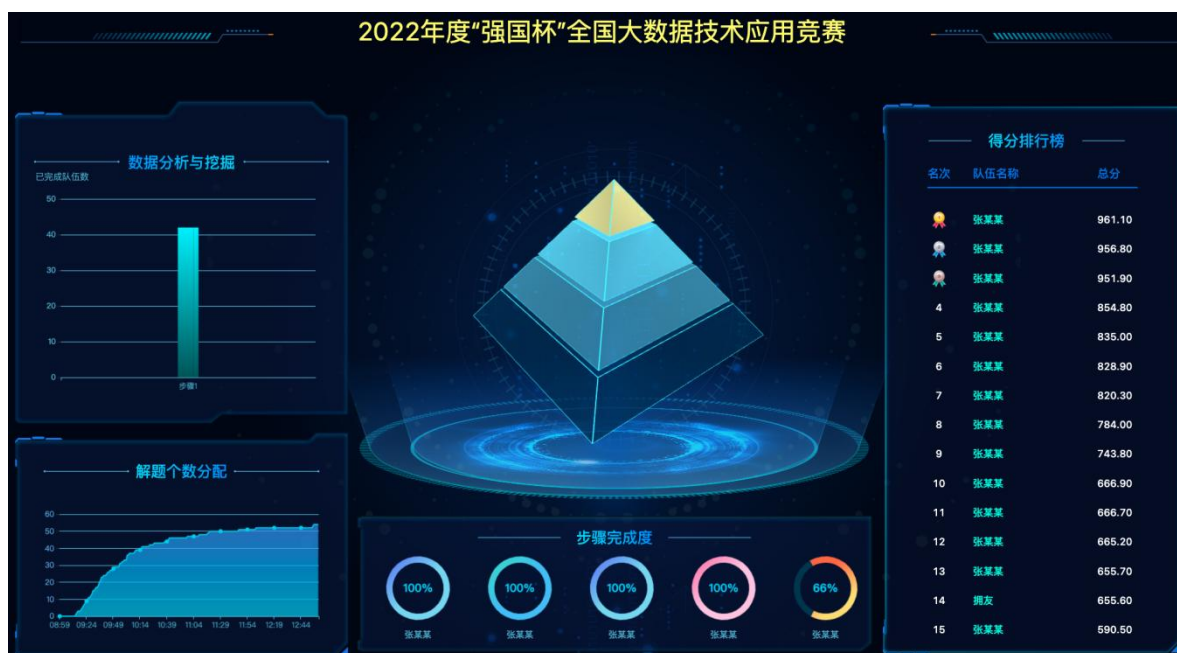 2022年度“强国杯”全国大数据技术应用竞赛
数据分析与挖掘
已完成队伍数
50
40
30
20
10
0
步骤1
解题个数分配
60
50
40
30
20
10
0
08:59 09:24 09:49 10:14 10:39 11:04 11:29 11:54 12:19 12:44
步骤完成度
100% 100% 100% 100% 66%
张某某 张某某 张某某 张某某 张某某
得分排行榜
名次 队伍名称 总分
张某某 961.10
张某某 956.80
张某某 951.90
4 张某某 854.80
5 张某某 835.00
6 张某某 828.90
7 张某某 820.30
8 张某某 784.00
9 张某某 743.80
10 张某某 666.90
11 张某某 666.70
12 张某某 665.20
13 张某某 655.70
14 拥友 655.60
15 张某某 590.50